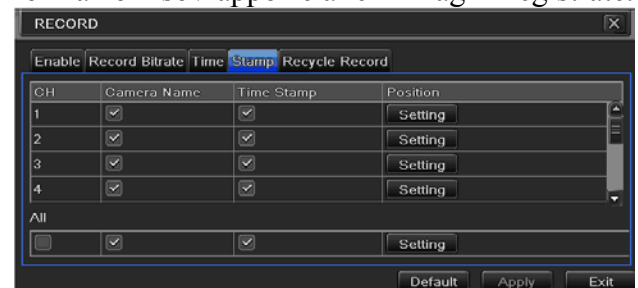 RECORD
Enable Record Bitrate Time Stamp Recycle Record
CH Camera Name Time Stamp Position
1 Setting
2 Setting
3 Setting
4 Setting
All
Setting
Default Apply Exit